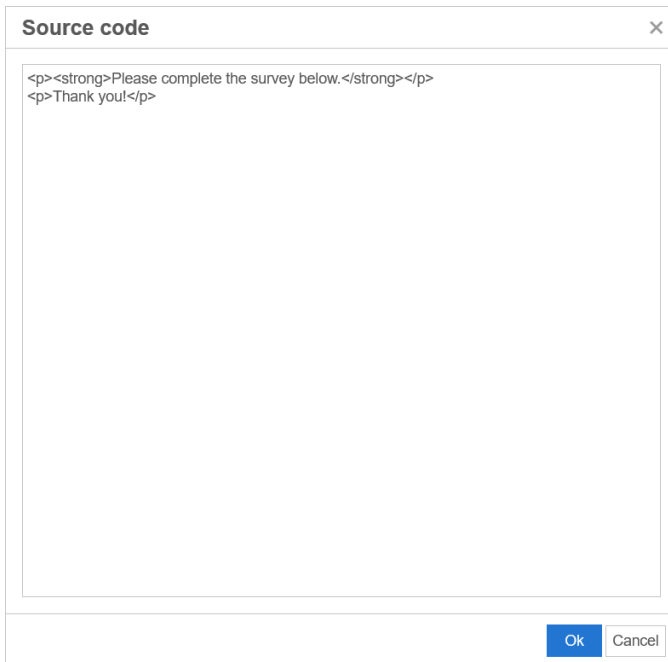 Source code
<p><strong>Please complete the survey below.</strong></p>
<p>Thank you!</p>
Ok Cancel